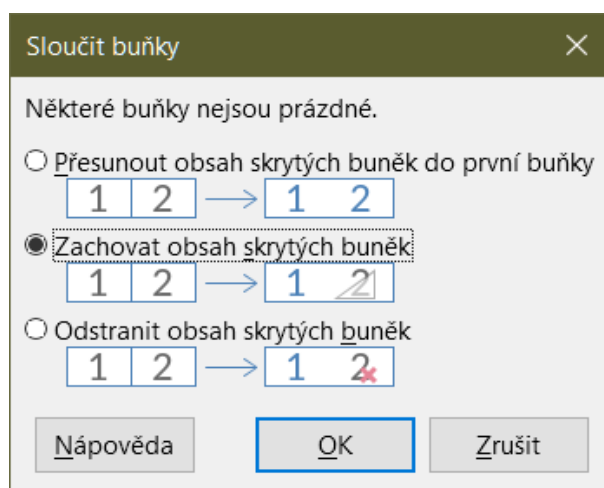 Sloučit buňky
Některé buňky nejsou prázdné.
Přesunout obsah skrytých buněk do první buňky
1 2 → 1 2
Zachovat obsah skrytých buněk
1 2 → 1 2
Odstranit obsah skrytých buněk
1 2 → 1 2
Nápověda OK Zrušit